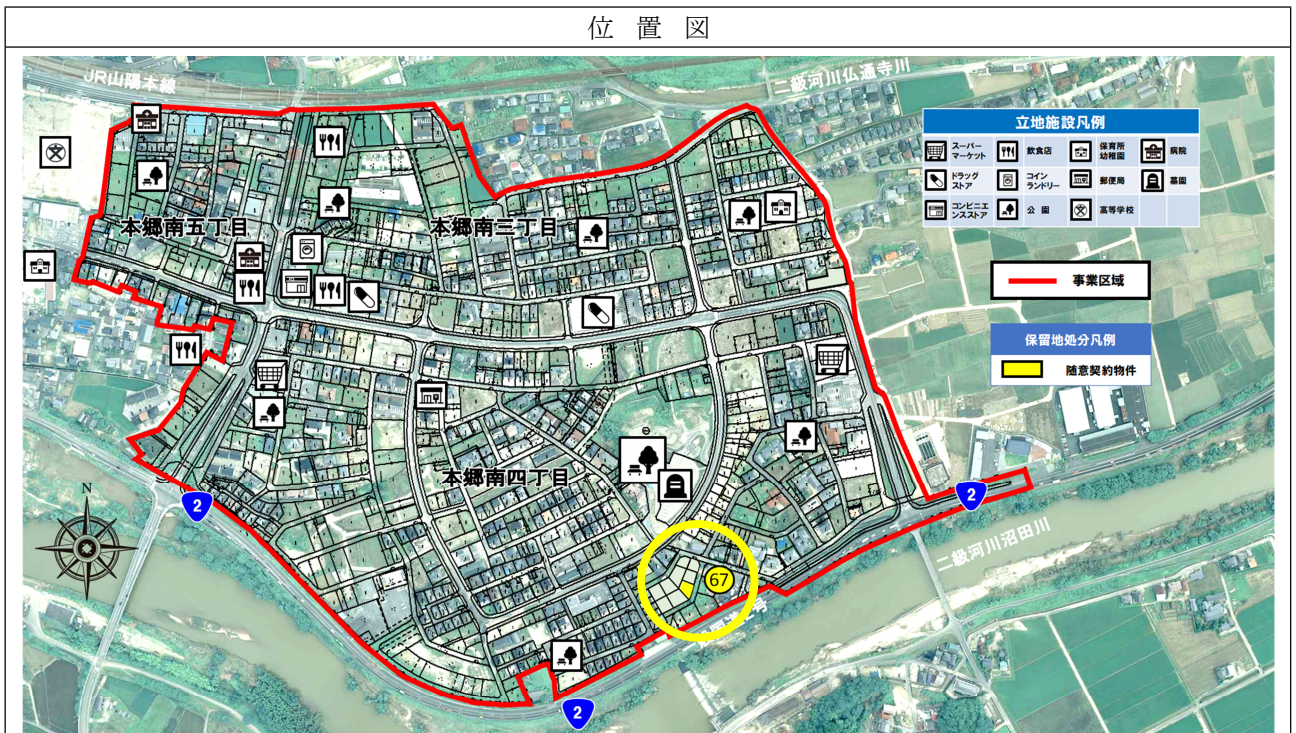 位 置 図
JR山陽本線
二級河川仏通寺川
立地施設凡例
スーパー
マーケット
飲食店
保育所
幼稚園
病院
ドラッグ
ストア
コイン
ランドリー
郵便局
墓園
コンビニエ
ンスストア
公 園
高等学校
本郷南五丁目
本郷南三丁目
事業区域
保留地処分凡例
随意契約物件
本郷南四丁目
N
2
2
二級河川沼田川
67
2